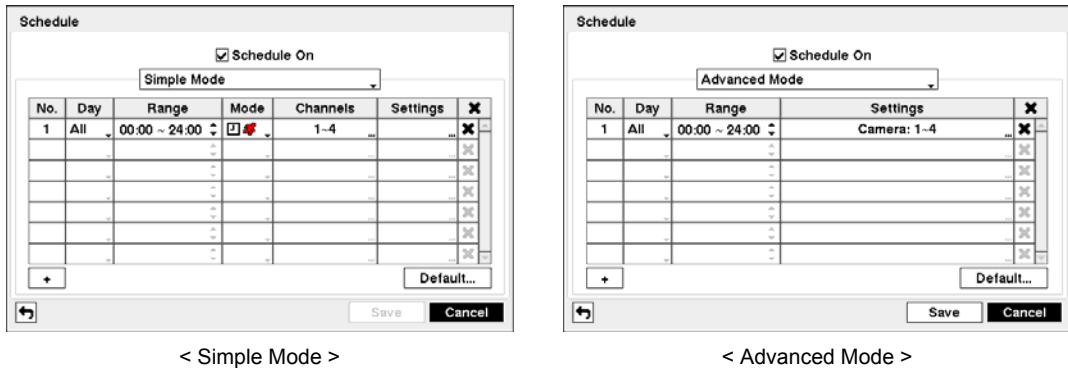 Schedule
Schedule On
Simple Mode
No. Day Range Mode Channels Settings
1 All 00:00 ~ 24:00 1~4 ...
+ Default...
Save Cancel
< Simple Mode >
Schedule
Schedule On
Advanced Mode
No. Day Range Settings
1 All 00:00 ~ 24:00 Camera: 1~4 ...
+ Default...
Save Cancel
< Advanced Mode >